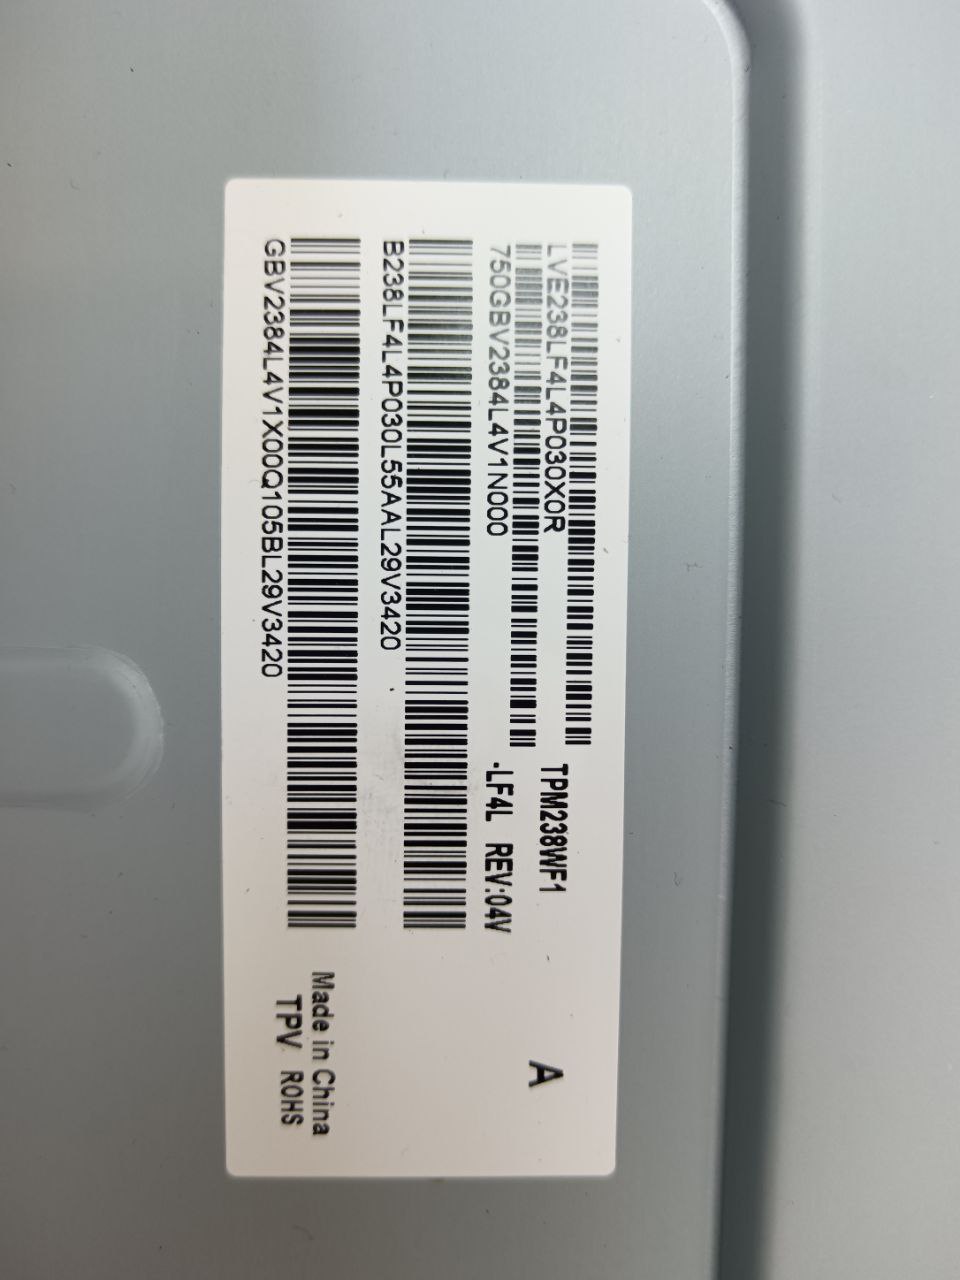 LVE238LF4L4P030X0R
750GBV2384L4V1N000
TPM238WF1
-LF4L REV:04V
A
B238LF4L4P030L55AAL29V3420
GBV2384L4V1X00Q105BL29V3420
Made in China
TPV ROHS